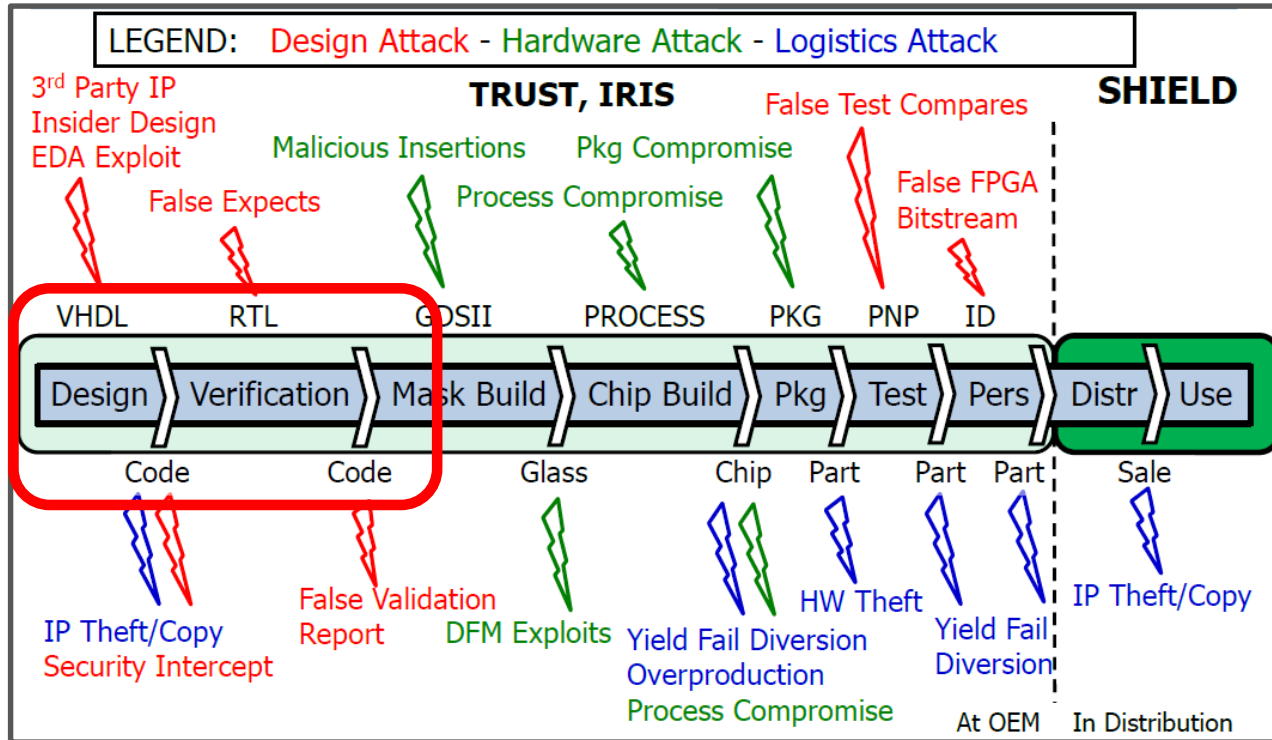 LEGEND: Design Attack - Hardware Attack - Logistics Attack
3rd Party IP
Insider Design
EDA Exploit
TRUST, IRIS
SHIELD
False Expects
Malicious Insertions
Process Compromise
Pkg Compromise
False Test Compares
False FPGA
Bitstream
VHDL RTL GDSII PROCESS PKG PNP ID
Design Verification Mask Build Chip Build Pkg Test Pers Distr Use
Code Code Glass Chip Part Part Part Sale
IP Theft/Copy
Security Intercept
False Validation
Report
DFM Exploits
Yield Fail Diversion
Overproduction
Process Compromise
HW Theft
Yield Fail
Diversion
IP Theft/Copy
At OEM In Distribution